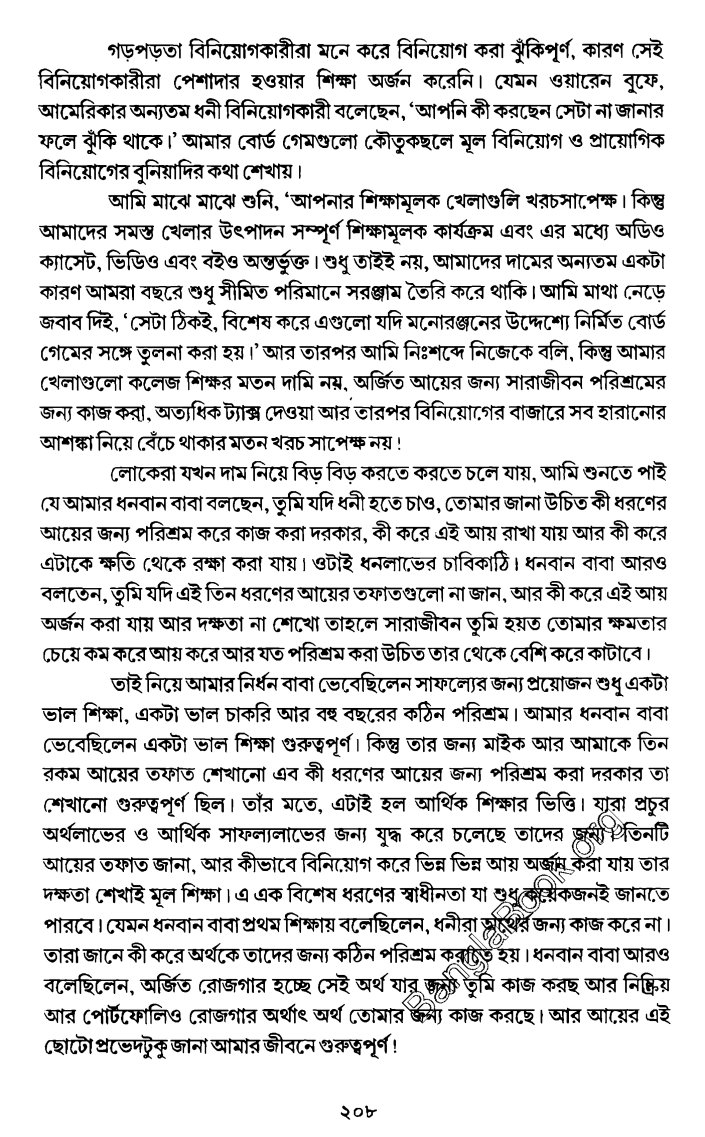 গড়পড়তা বিনিয়োগকারীরা মনে করে বিনিয়োগ করা ঝুঁকিপূর্ণ, কারণ সেই
বিনিয়োগকারীরা পেশাদার হওয়ার শিক্ষা অর্জন করেনি। যেমন ওয়ারেন বুফে,
আমেরিকার অন্যতম ধনী বিনিয়োগকারী বলেছেন, ‘আপনি কী করছেন সেটা না জানার
ফলে ঝুঁকি থাকে।’ আমার বোর্ড গেমগুলো কৌতুকছলে মূল বিনিয়োগ ও প্রায়োগিক
বিনিয়োগের বুনিয়াদির কথা শেখায়।
আমি মাঝে মাঝে শুনি, ‘আপনার শিক্ষামূলক খেলাগুলি খরচসাপেক্ষ। কিন্তু
আমাদের সমস্ত খেলার উৎপাদন সম্পূর্ণ শিক্ষামূলক কার্যক্রম এবং এর মধ্যে অডিও
ক্যাসেট, ভিডিও এবং বইও অন্তর্ভুক্ত। শুধু তাইই নয়, আমাদের দামের অন্যতম একটা
কারণ আমরা বছরে শুধু সীমিত পরিমানে সরঞ্জাম তৈরি করে থাকি। আমি মাথা নেড়ে
জবাব দিই, ‘সেটা ঠিকই, বিশেষ করে এগুলো যদি মনোরঞ্জনের উদ্দেশ্যে নির্মিত বোর্ড
গেমের সঙ্গে তুলনা করা হয়।’ আর তারপর আমি নিঃশব্দে নিজেকে বলি, কিন্তু আমার
খেলাগুলো কলেজ শিক্ষর মতন দামি নয়, অর্জিত আয়ের জন্য সারাজীবন পরিশ্রমের
জন্য কাজ করা, অত্যধিক ট্যাক্স দেওয়া আর তারপর বিনিয়োগের বাজারে সব হারানোর
আশঙ্কা নিয়ে বেঁচে থাকার মতন খরচ সাপেক্ষ নয়!
লোকেরা যখন দাম নিয়ে বিড় বিড় করতে করতে চলে যায়, আমি শুনতে পাই
যে আমার ধনবান বাবা বলছেন, তুমি যদি ধনী হতে চাও, তোমার জানা উচিত কী ধরণের
আয়ের জন্য পরিশ্রম করে কাজ করা দরকার, কী করে এই আয় রাখা যায় আর কী করে
এটাকে ক্ষতি থেকে রক্ষা করা যায়। ওটাই ধনলাভের চাবিকাঠি। ধনবান বাবা আরও
বলতেন, তুমি যদি এই তিন ধরণের আয়ের তফাতগুলো না জান, আর কী করে এই আয়
অর্জন করা যায় আর দক্ষতা না শেখো তাহলে সারাজীবন তুমি হয়ত তোমার ক্ষমতার
চেয়ে কম করে আয় করে আর যত পরিশ্রম করা উচিত তার থেকে বেশি করে কাটাবে।
তাই নিয়ে আমার নির্ধন বাবা ভেবেছিলেন সাফল্যের জন্য প্রয়োজন শুধু একটা
ভাল শিক্ষা, একটা ভাল চাকরি আর বহু বছরের কঠিন পরিশ্রম। আমার ধনবান বাবা
ভেবেছিলেন একটা ভাল শিক্ষা গুরুত্বপূর্ণ। কিন্তু তার জন্য মাইক আর আমাকে তিন
রকম আয়ের তফাত শেখানো এব কী ধরণের আয়ের জন্য পরিশ্রম করা দরকার তা
শেখানো গুরুত্বপূর্ণ ছিল। তাঁর মতে, এটাই হল আর্থিক শিক্ষার ভিত্তি। যারা প্রচুর
অর্থলাভের ও আর্থিক সাফল্যলাভের জন্য যুদ্ধ করে চলেছে তাদের জন্য। তিনটি
আয়ের তফাত জানা, আর কীভাবে বিনিয়োগ করে ভিন্ন ভিন্ন আয় অর্জন করা যায় তার
দক্ষতা শেখাই মূল শিক্ষা। এ এক বিশেষ ধরণের স্বাধীনতা যা শুধু কয়েকজনই জানতে
পারবে। যেমন ধনবান বাবা প্রথম শিক্ষায় বলেছিলেন, ধনীরা অর্থের জন্য কাজ করে না।
তারা জানে কী করে অর্থকে তাদের জন্য কঠিন পরিশ্রম করাতে হয়। ধনবান বাবা আরও
বলেছিলেন, অর্জিত রোজগার হচ্ছে সেই অর্থ যার জন্য তুমি কাজ করছ আর নিষ্ক্রিয়
আর পোর্টফোলিও রোজগার অর্থাৎ অর্থ তোমার জন্য কাজ করছে। আর আয়ের এই
ছোটো প্রভেদটুকু জানা আমার জীবনে গুরুত্বপূর্ণ!
BanglaBook.org
২০৮